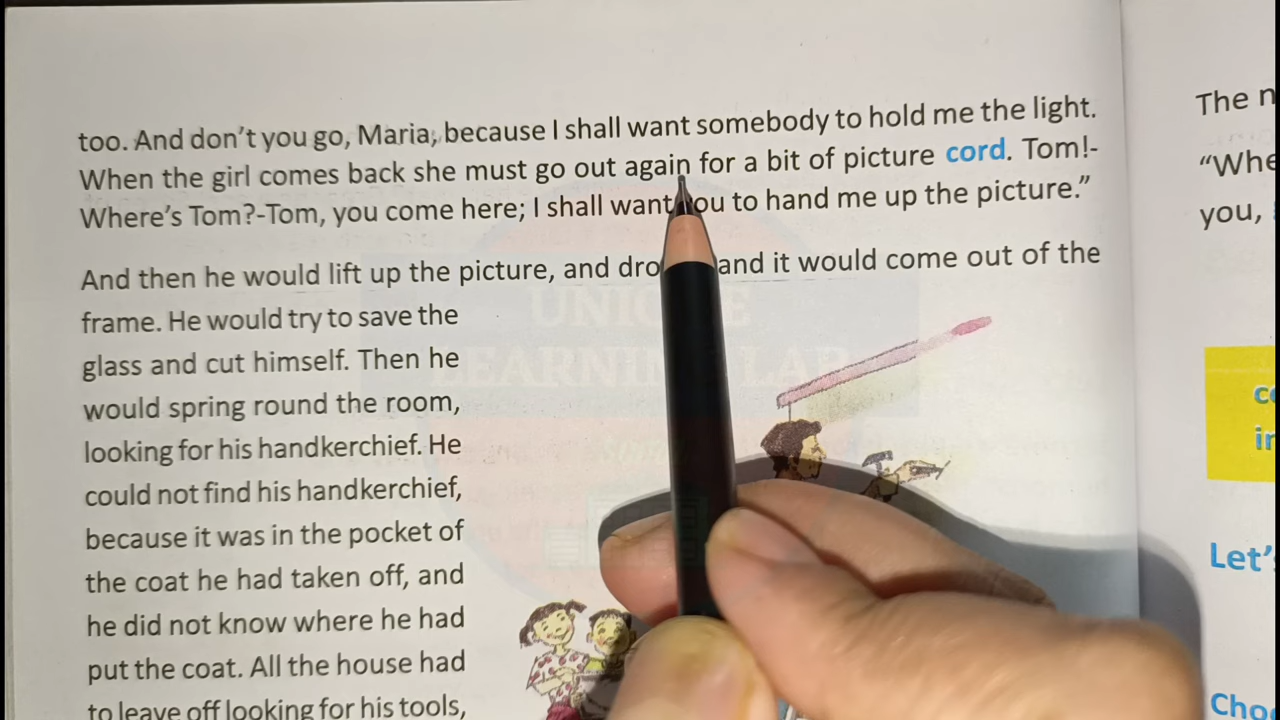 too. And don't you go, Maria, because I shall want somebody to hold me the light.
When the girl comes back she must go out again for a bit of picture cord. Tom!-
Where's Tom?-Tom, you come here; I shall want you to hand me up the picture."
And then he would lift up the picture, and and it would come out of the
frame. He would try to save the
glass and cut himself. Then he
would spring round the room,
looking for his handkerchief. He
could not find his handkerchief,
because it was in the pocket of
the coat he had taken off, and
he did not know where he had
put the coat. All the house had
to leave off looking for his tools,
UNIQUE
LEARNING LAB
The
you,
Let's